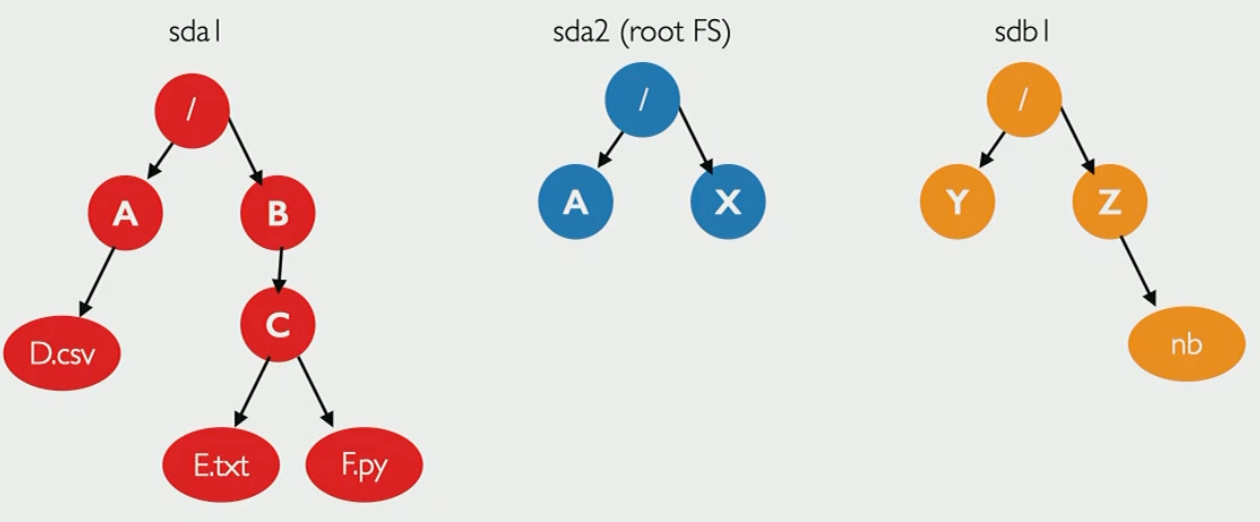 sda1
sda2 (root FS)
sdb1
/
/
/
A
B
A
X
Y
Z
C
D.csv
nb
E.txt
F.py